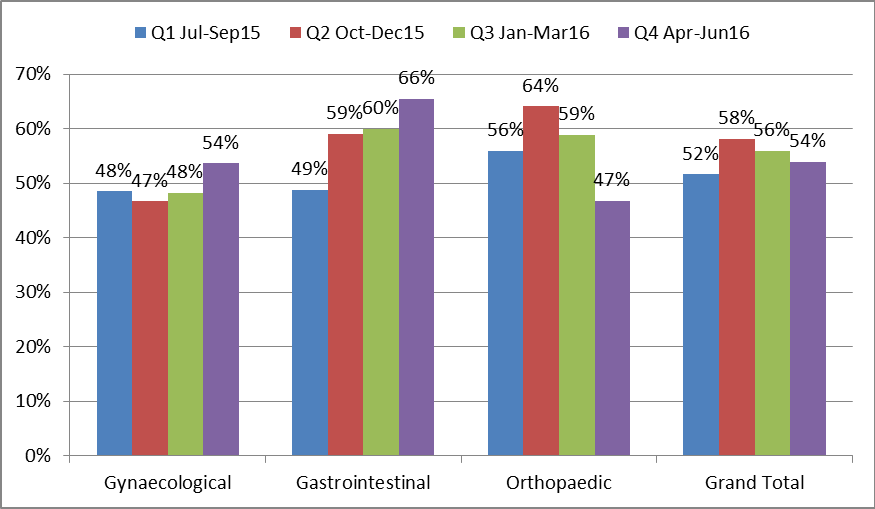 Q1 Jul-Sep15 Q2 Oct-Dec15 Q3 Jan-Mar16 Q4 Apr-Jun16
70%
60%
50%
40%
30%
20%
10%
0%
48% 47% 48% 54%
49% 59% 60% 66%
56% 64% 59% 47%
52% 58% 56% 54%
Gynaecological Gastrointestinal Orthopaedic Grand Total